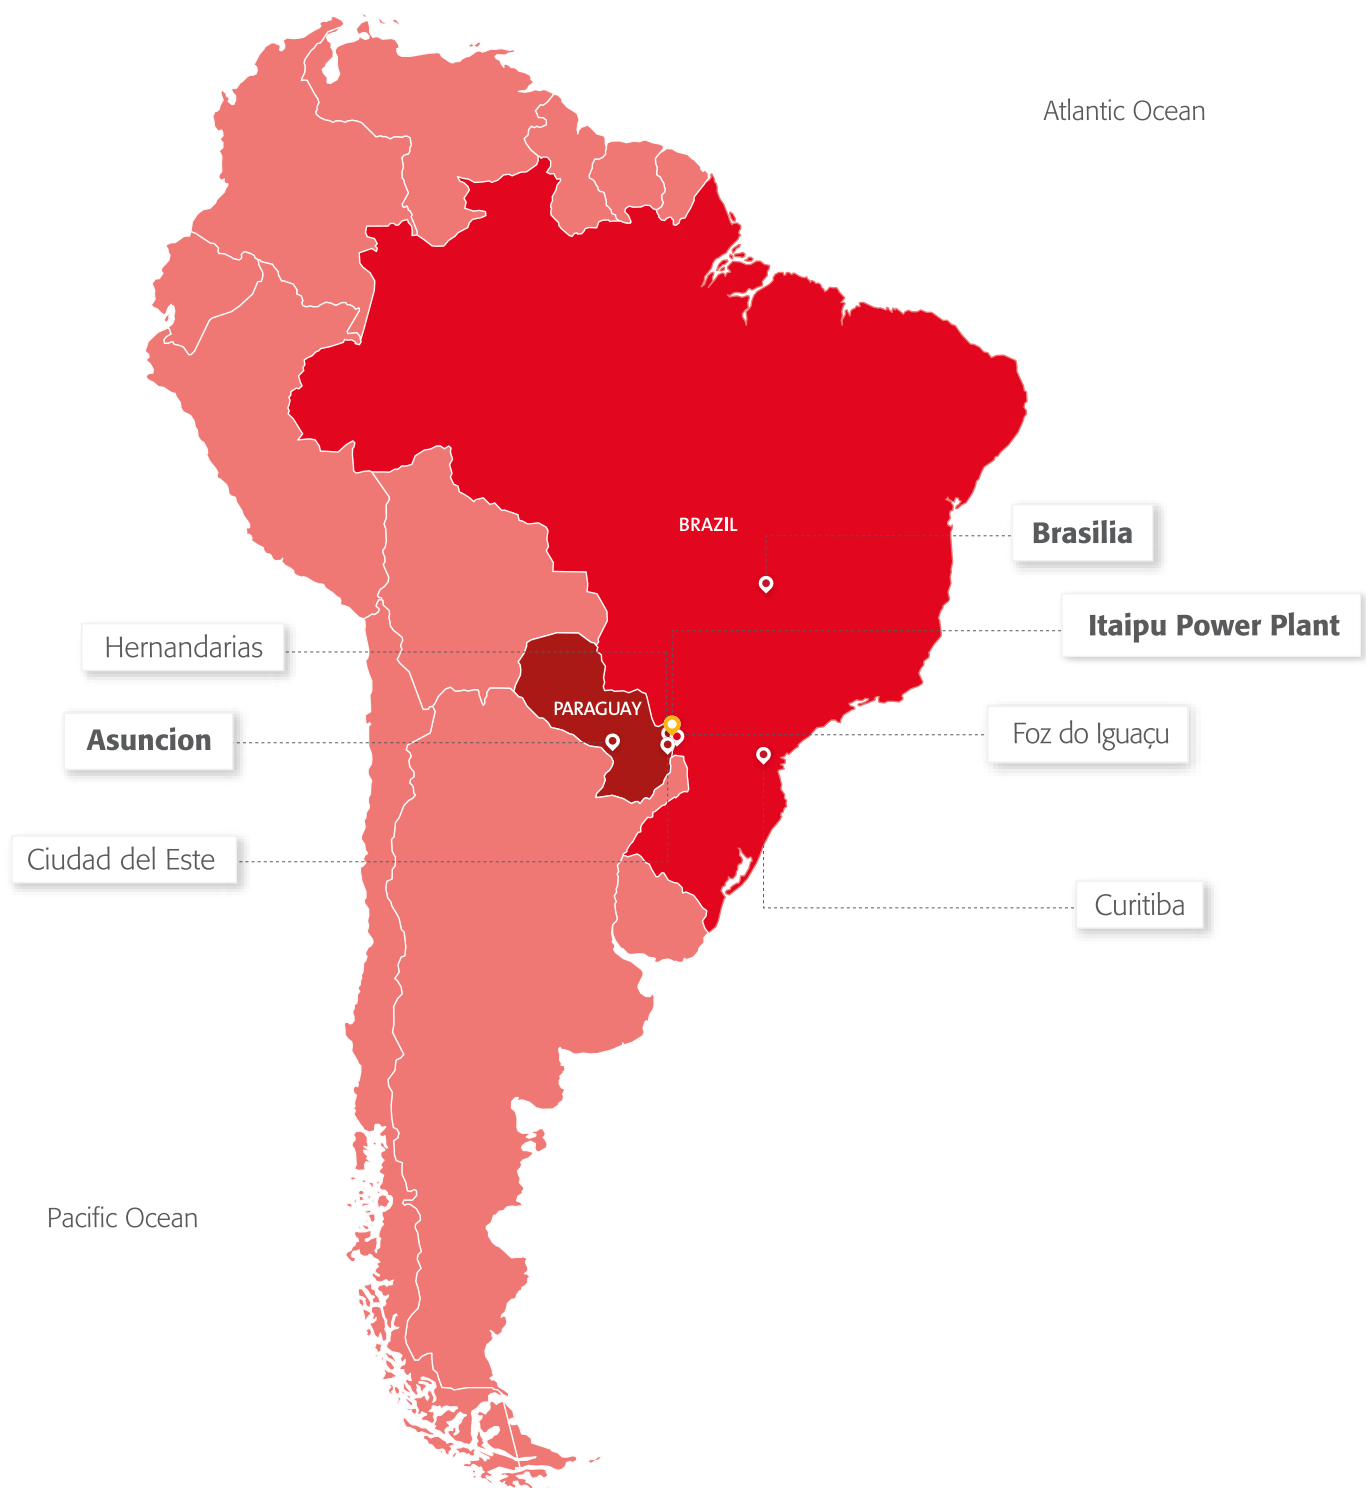 Atlantic Ocean
BRAZIL
Brasilia
Itaipu Power Plant
Hernandarias
PARAGUAY
Asuncion
Foz do Iguaçu
Ciudad del Este
Curitiba
Pacific Ocean